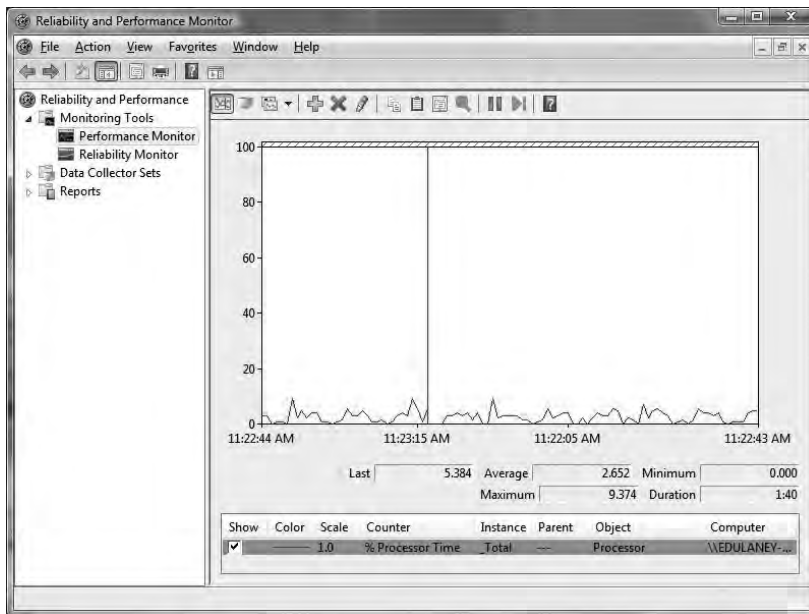 Reliability and Performance Monitor
File Action View Favorites Window Help
Reliability and Performance
Monitoring Tools
Performance Monitor
Reliability Monitor
Data Collector Sets
Reports
100
80
60
40
20
0
11:22:44 AM 11:23:15 AM 11:22:05 AM 11:22:43 AM
Last 5.384 Average 2.652 Minimum 0.000
Maximum 9.374 Duration 1:40
Show Color Scale Counter Instance Parent Object Computer
1.0 % Processor Time _Total --- Processor \\EDULANEY-...